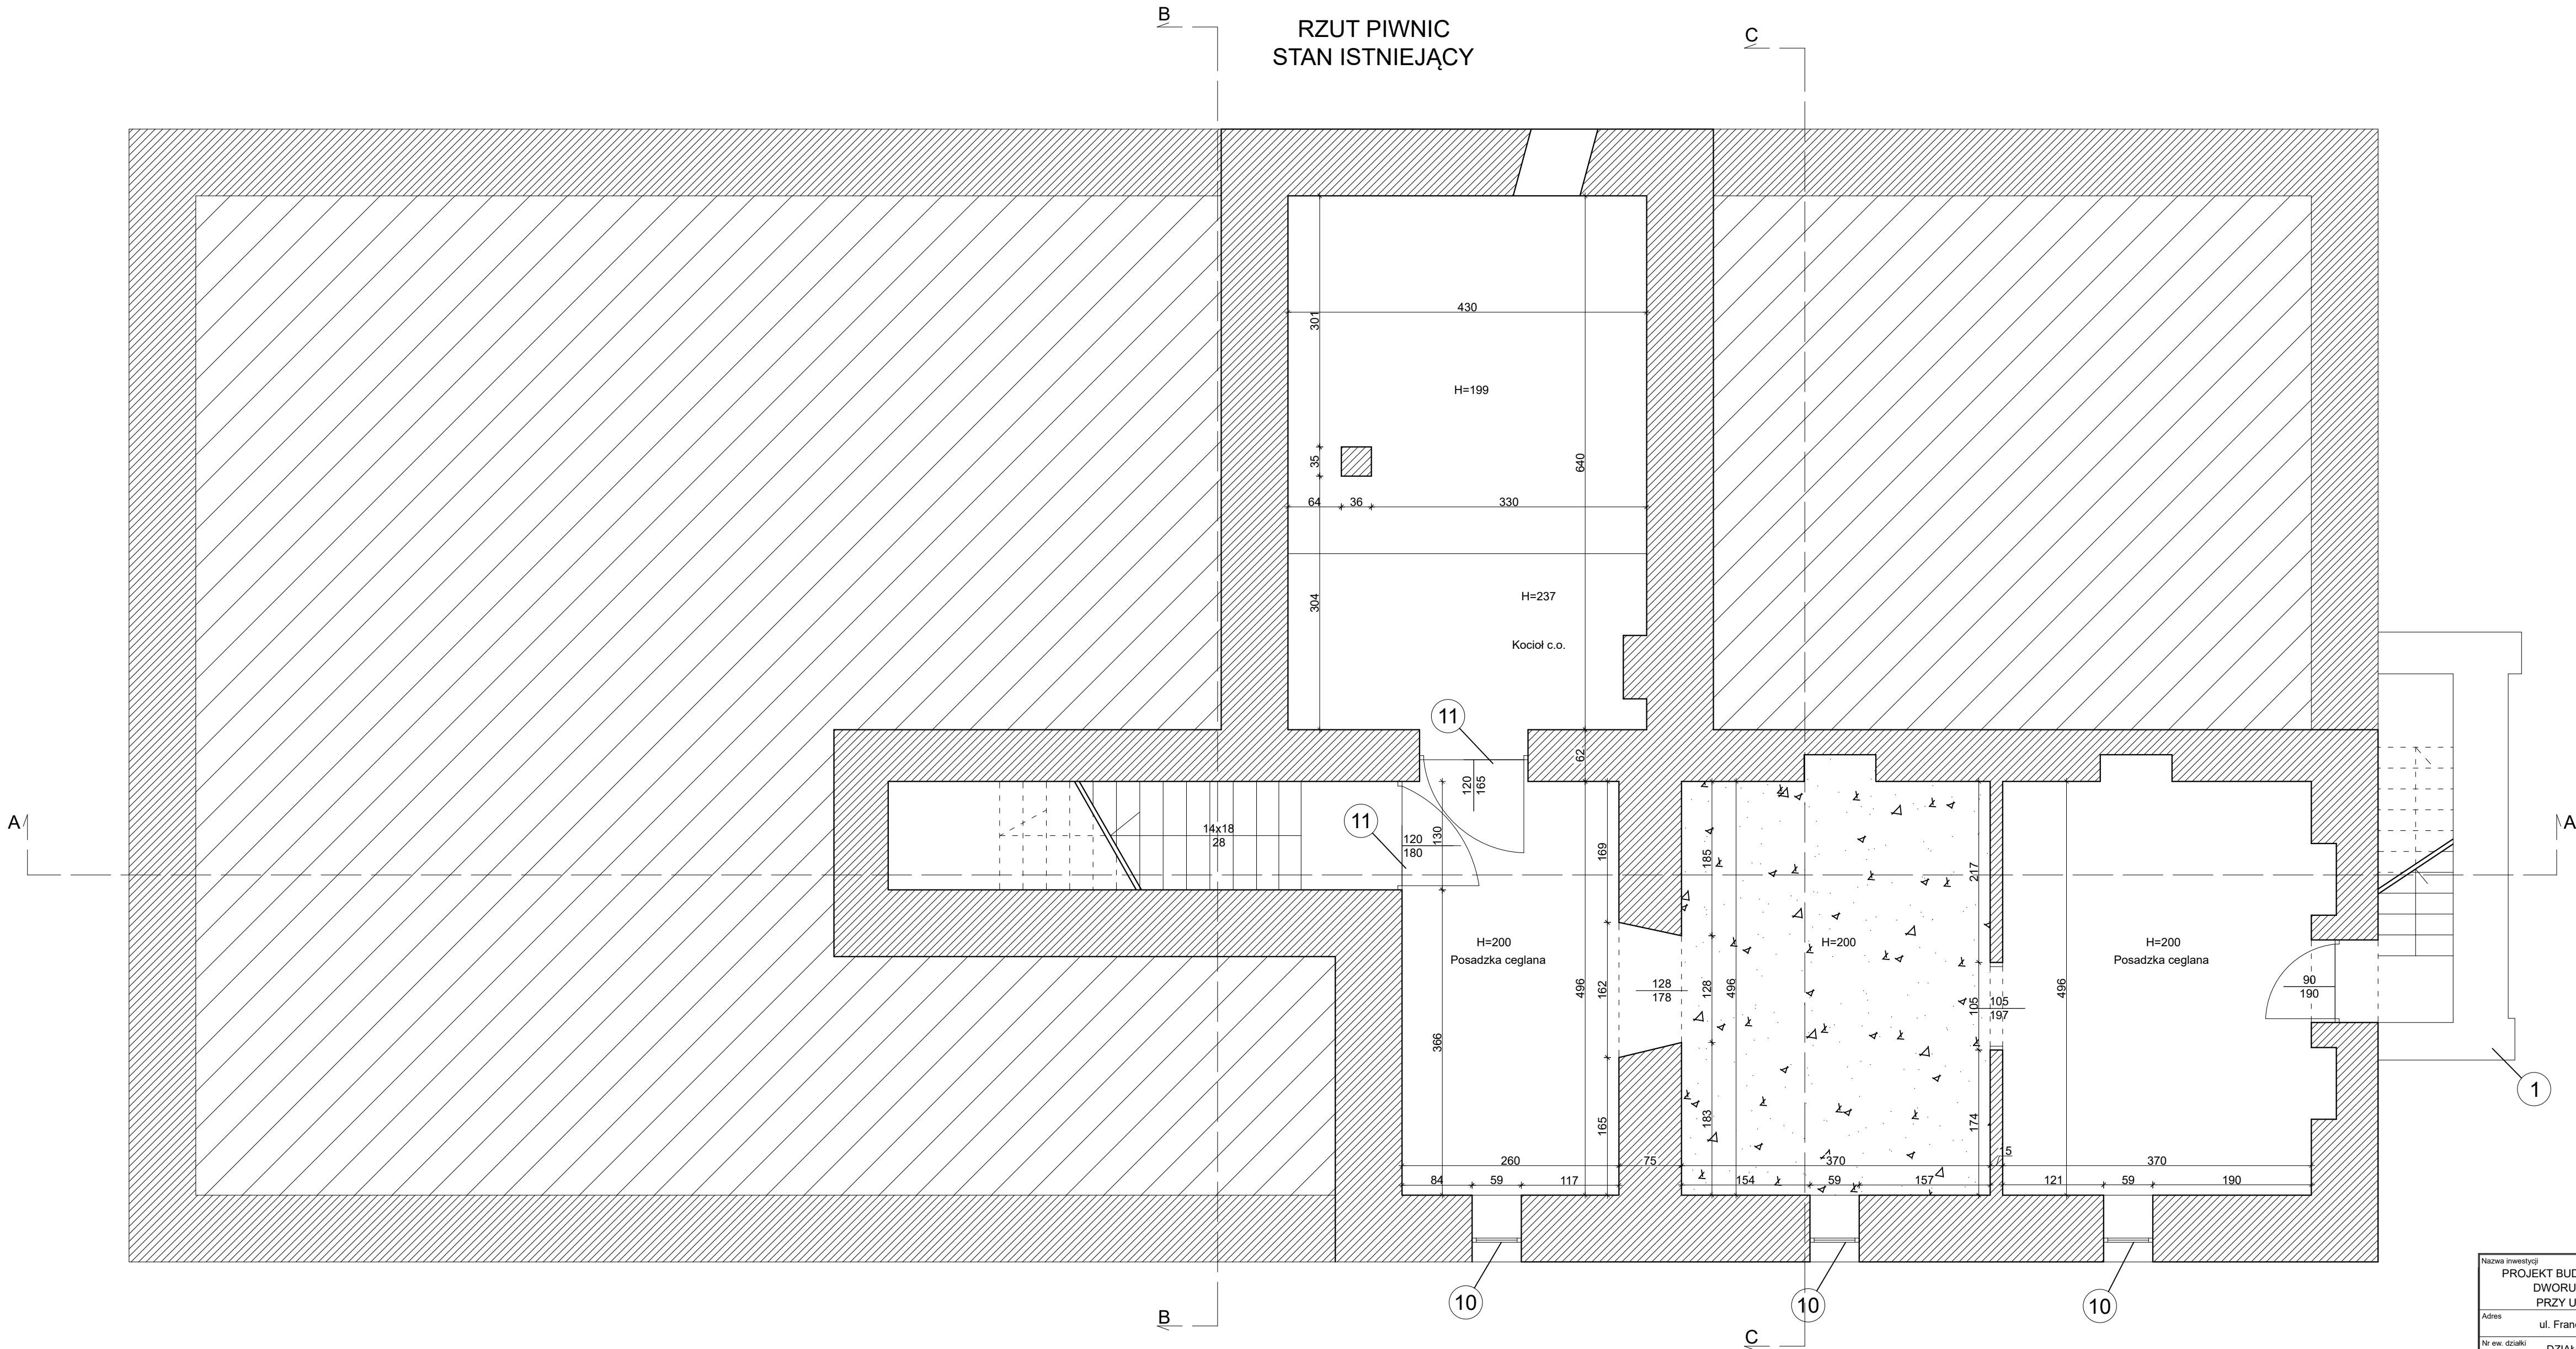 B
RZUT PIWNIC
STAN ISTNIEJĄCY
C
430
301
H=199
35
640
64 36 330
H=237
304
Kocioł c.o.
11
62
120
165
A
A
14x18
28
11
120
180
130
169
185
217
H=200
Posadzka ceglana
H=200
H=200
Posadzka ceglana
90
190
496
162
128
178
128
496
105
105
197
496
366
1
165
183
174
15
260 75 370 370
84 59 117 154 59 157 121 59 190
10
10
10
B
C
Nazwa inwestycji
PROJEKT BUD
DWORU
PRZY U
Adres
ul. Fran
Nr ew. działki